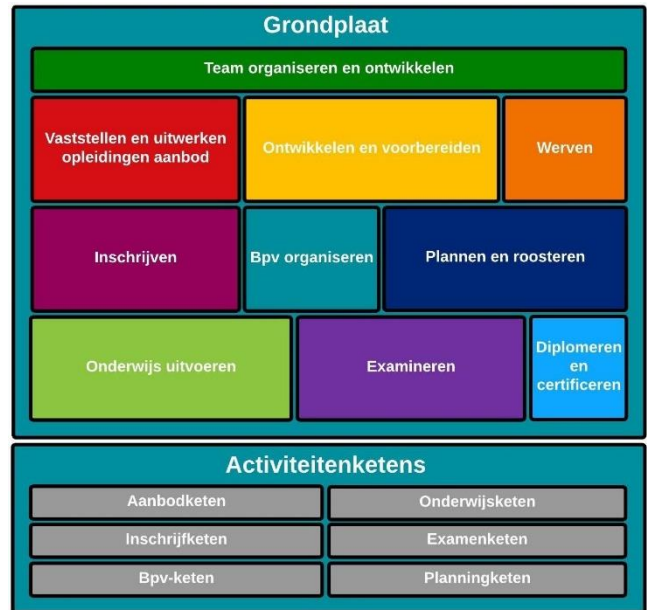 Grondplaat
Team organiseren en ontwikkelen
Vaststellen en uitwerken
opleidingen aanbod
Ontwikkelen en voorbereiden
Werven
Inschrijven
Bpv organiseren
Plannen en roosteren
Onderwijs uitvoeren
Examineren
Diplomeren
en
certificeren
Activiteitenketens
Aanbodketen
Onderwijsketen
Inschrijfketen
Examenketen
Bpv-keten
Planningketen